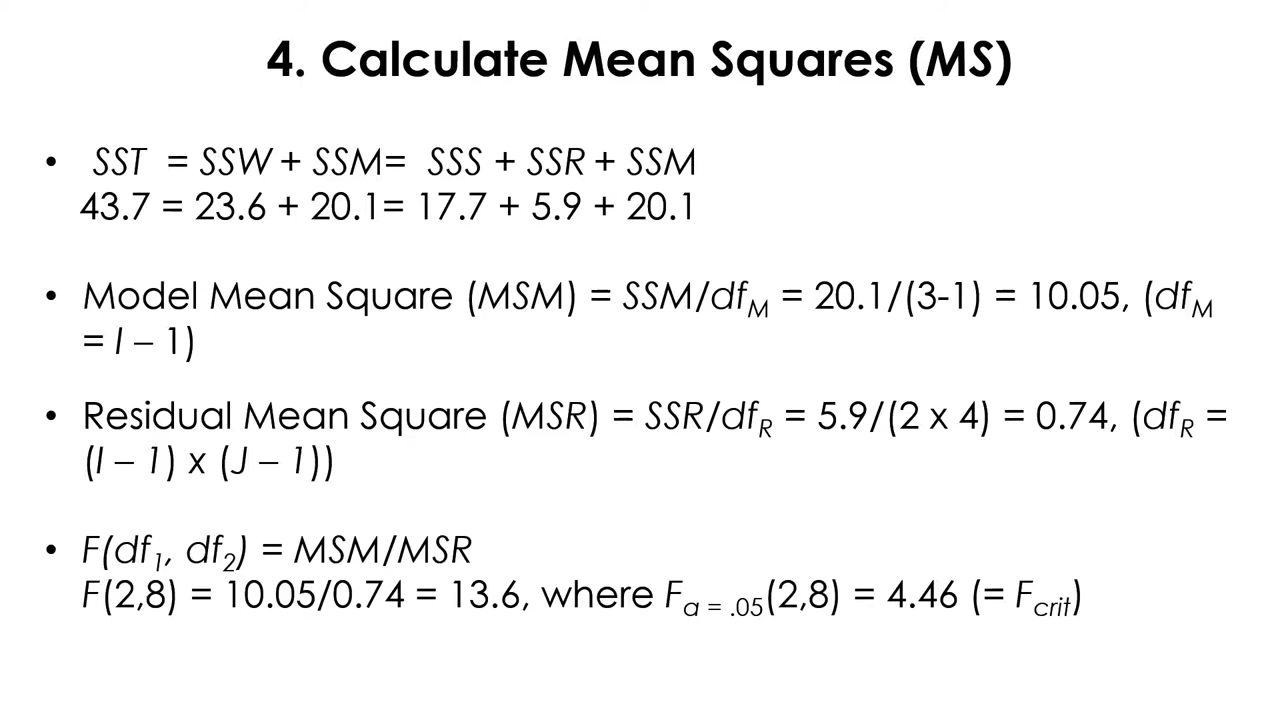 4. Calculate Mean Squares (MS)
• SST = SSW + SSM= SSS + SSR + SSM
43.7 = 23.6 + 20.1= 17.7 + 5.9 + 20.1
• Model Mean Square (MSM) = SSM/dfM = 20.1/(3-1) = 10.05, (dfM
= I – 1)
• Residual Mean Square (MSR) = SSR/dfR = 5.9/(2 x 4) = 0.74, (dfR =
(I – 1) x (J – 1))
• F(df1, df2) = MSM/MSR
F(2,8) = 10.05/0.74 = 13.6, where Fa = .05(2,8) = 4.46 (= Fcrit)